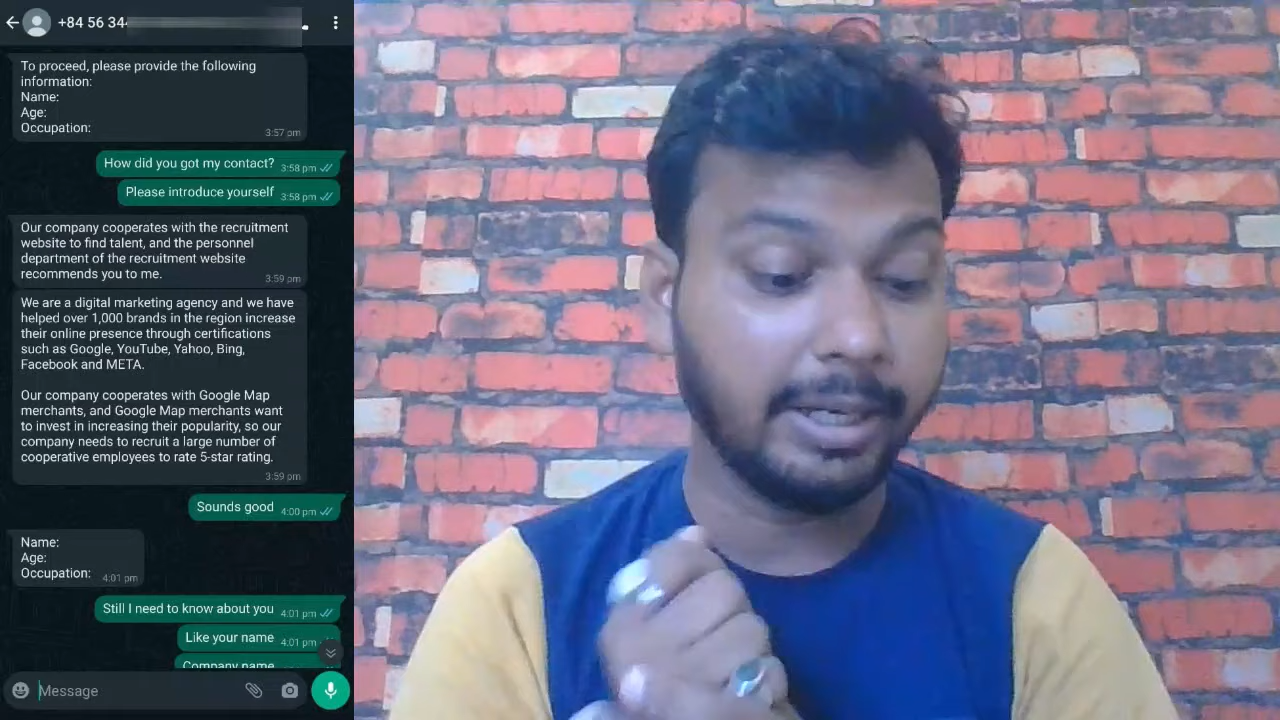 +84 56 34
To proceed, please provide the following
information:
Name:
Age:
Occupation:
3:57 pm
How did you got my contact?
3:58 pm
Please introduce yourself
3:58 pm
Our company cooperates with the recruitment
website to find talent, and the personnel
department of the recruitment website
recommends you to me.
3:59 pm
We are a digital marketing agency and we have
helped over 1,000 brands in the region increase
their online presence through certifications
such as Google, YouTube, Yahoo, Bing,
Facebook and META.
Our company cooperates with Google Map
merchants, and Google Map merchants want
to invest in increasing their popularity, so our
company needs to recruit a large number of
cooperative employees to rate 5-star rating.
3:59 pm
Sounds good
4:00 pm
Name:
Age:
Occupation:
4:01 pm
Still I need to know about you
4:01 pm
Like your name
4:01 pm
Company name
Message